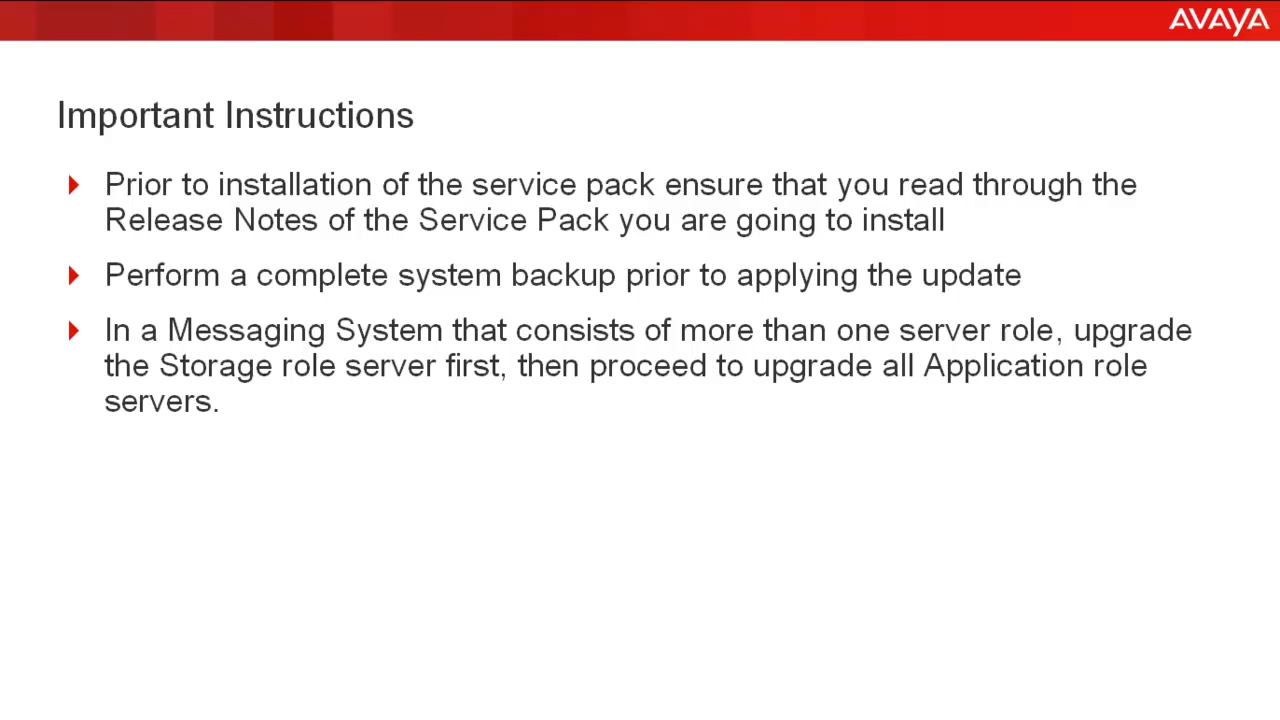 AVAYA
Important Instructions
Prior to installation of the service pack ensure that you read through the
Release Notes of the Service Pack you are going to install
Perform a complete system backup prior to applying the update
In a Messaging System that consists of more than one server role, upgrade
the Storage role server first, then proceed to upgrade all Application role
servers.